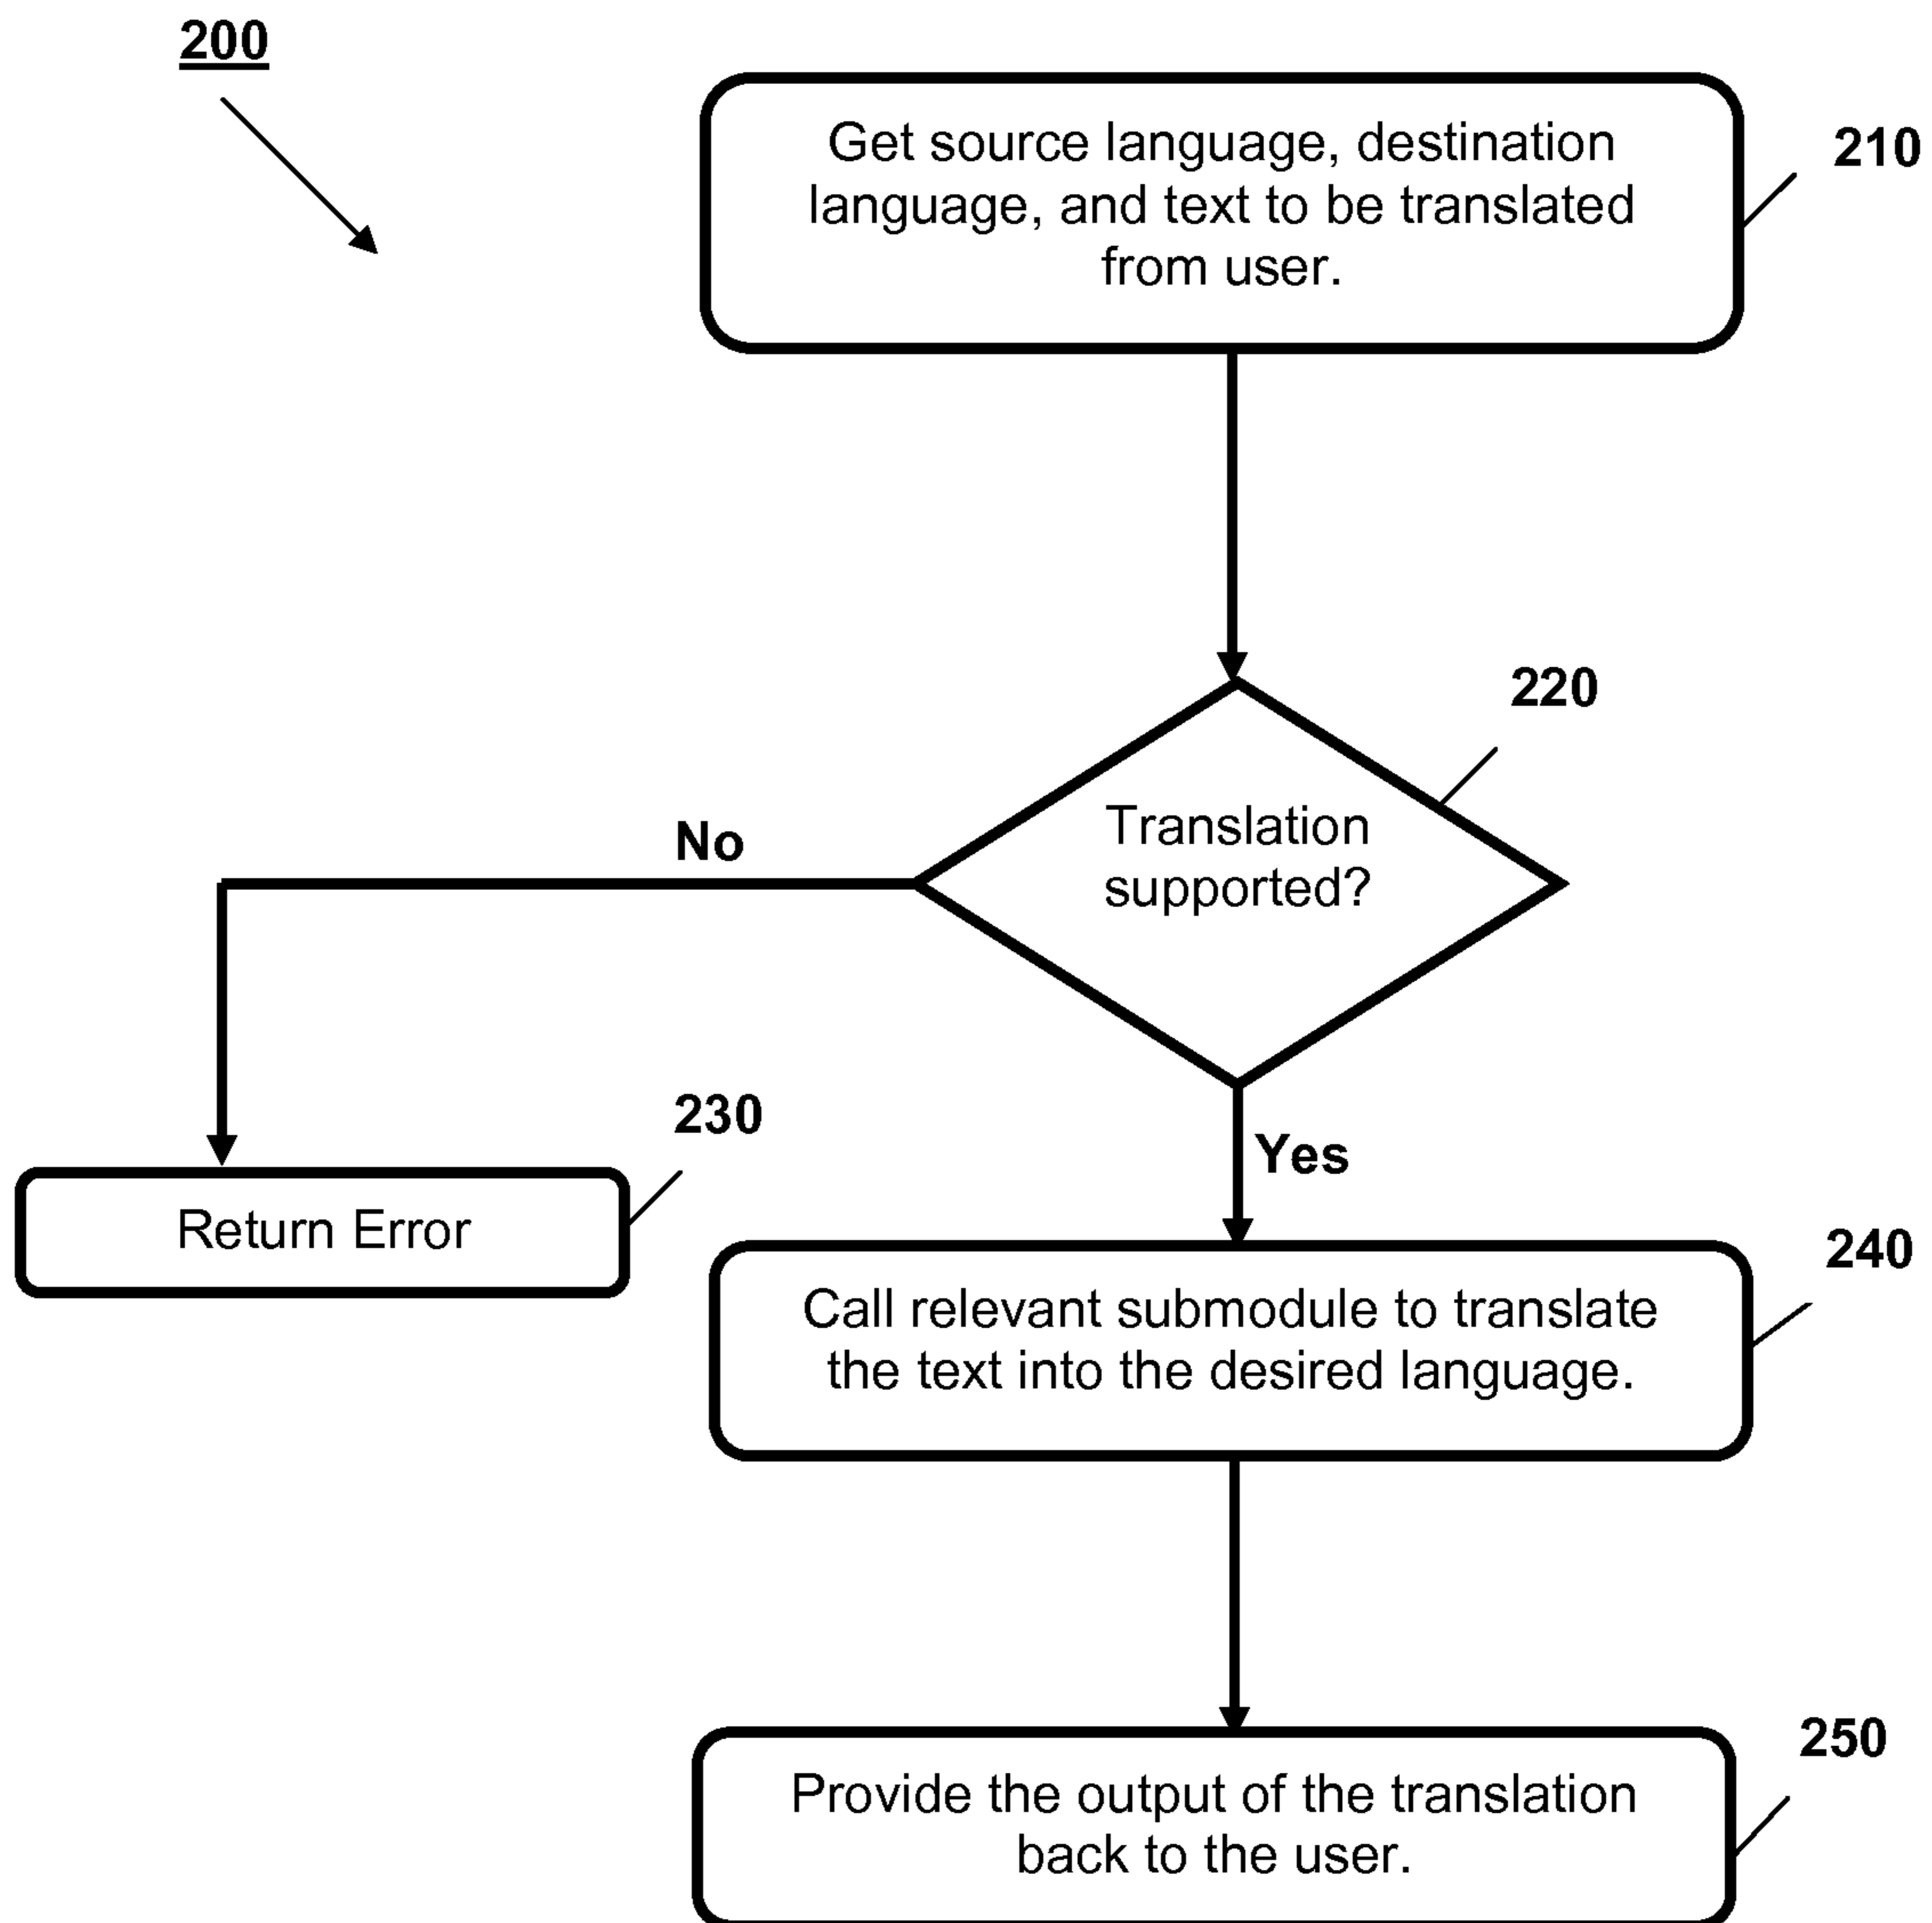 200
Get source language, destination
language, and text to be translated
from user.
210
220
Translation
supported?
No
Yes
230
Return Error
240
Call relevant submodule to translate
the text into the desired language.
250
Provide the output of the translation
back to the user.